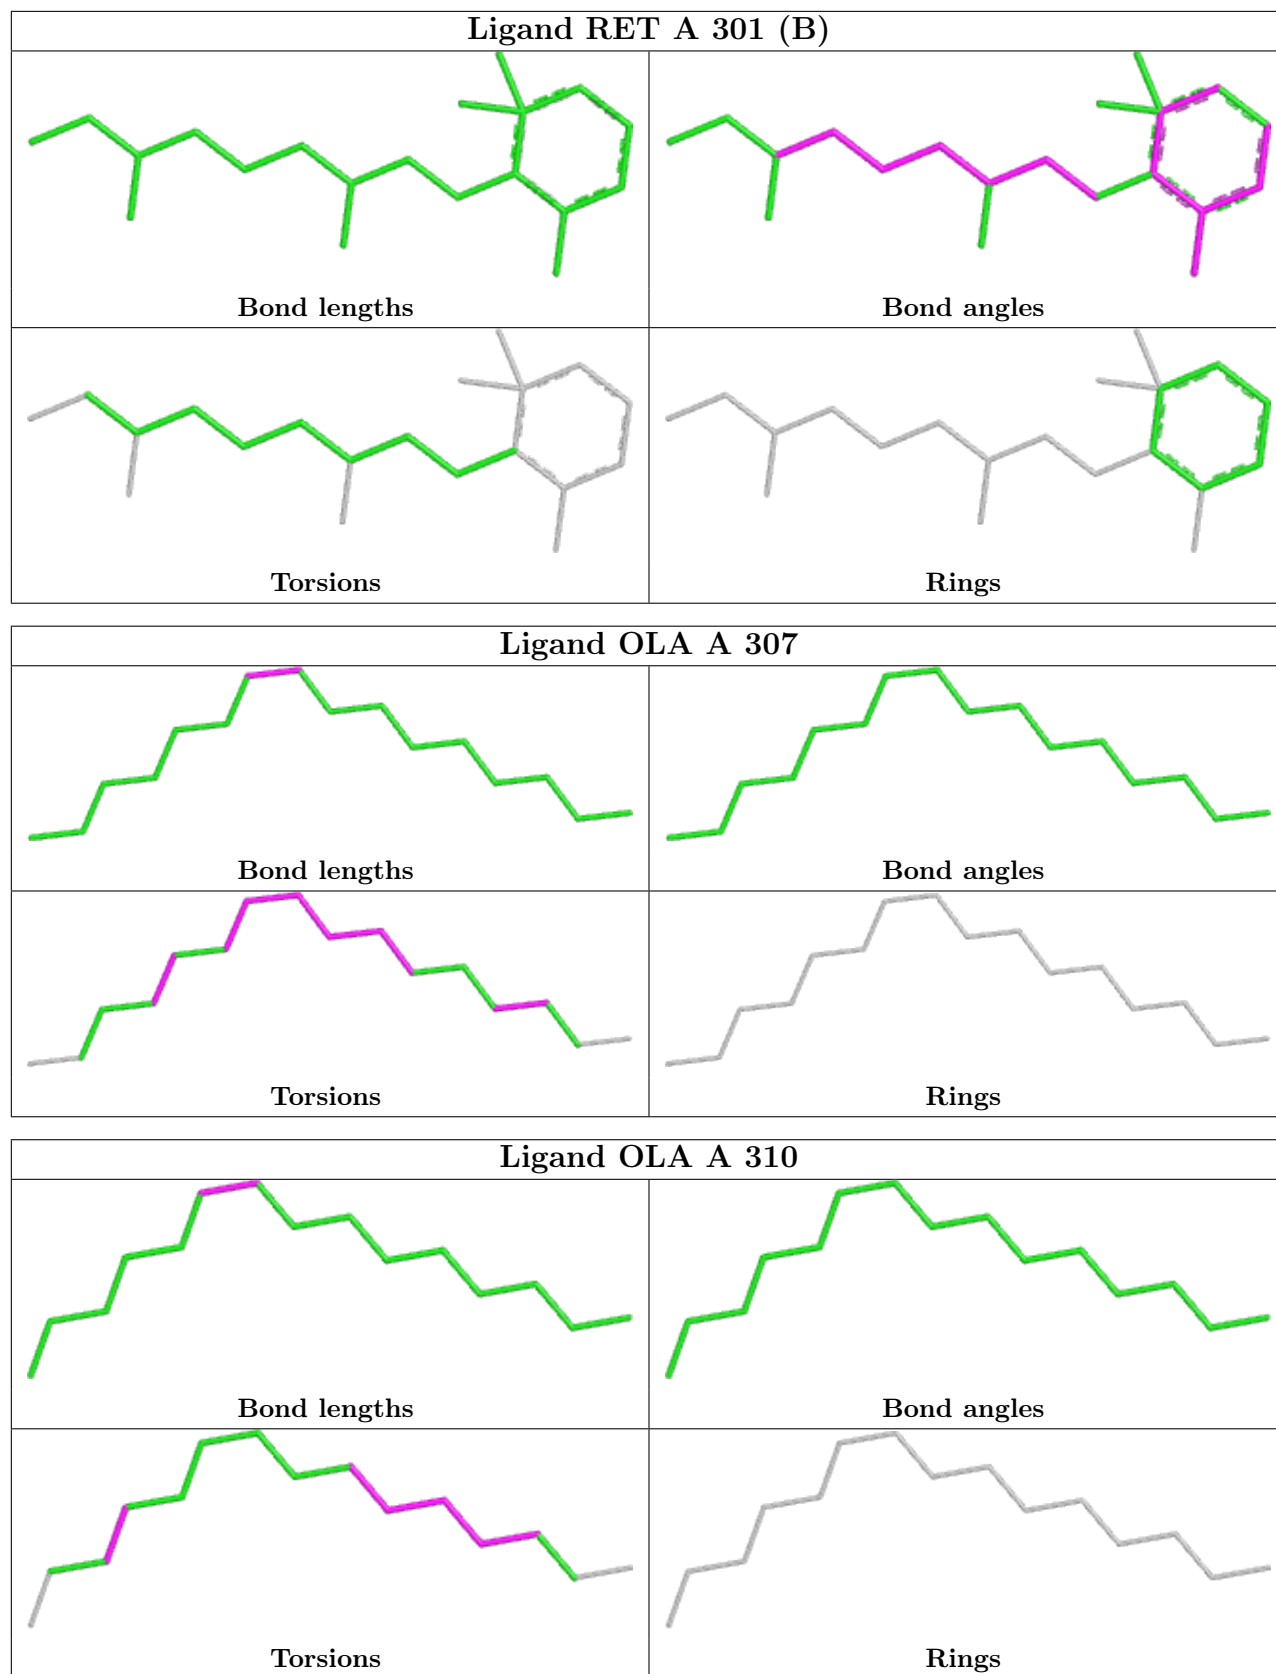 Ligand RET A 301 (B)
Bond lengths
Bond angles
Torsions
Rings
Ligand OLA A 307
Bond lengths
Bond angles
Torsions
Rings
Ligand OLA A 310
Bond lengths
Bond angles
Torsions
Rings